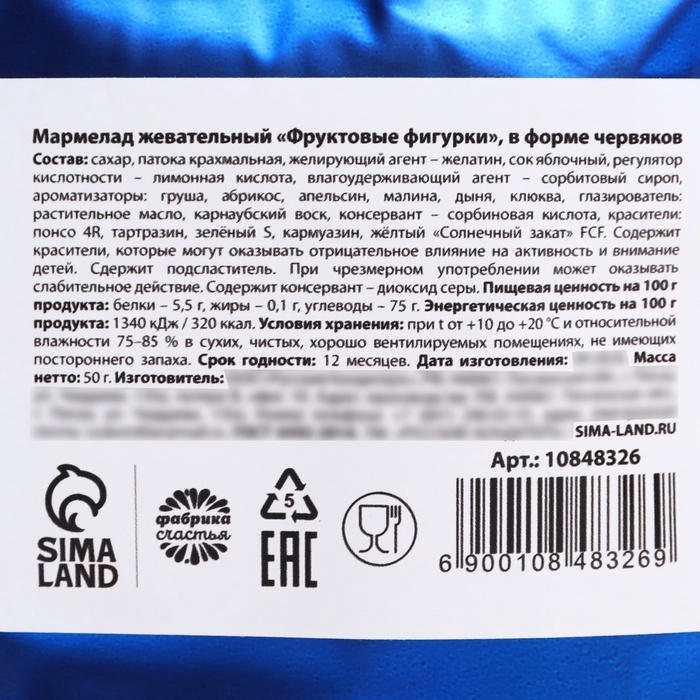 Мармелад жевательный «Фруктовые фигурки», в форме червяков
Состав: сахар, патока крахмальная, желирующий агент – желатин, сок яблочный, регулятор
кислотности – лимонная кислота, влагоудерживающий агент – сорбитовый сироп,
ароматизаторы: груша, абрикос, апельсин, малина, дыня, клюква, глазирователь:
растительное масло, карнаубский воск, консервант – сорбиновая кислота, красители:
понсо 4R, тартразин, зелёный S, кармуазин, жёлтый «Солнечный закат» FCF. Содержит
красители, которые могут оказывать отрицательное влияние на активность и внимание
детей. Сдержит подсластитель. При чрезмерном употреблении может оказывать
слабительное действие. Содержит консервант – диоксид серы. Пищевая ценность на 100 г
продукта: белки – 5,5 г, жиры – 0,1 г, углеводы – 75 г. Энергетическая ценность на 100 г
продукта: 1340 кДж / 320 ккал. Условия хранения: при t от +10 до +20 °С и относительной
влажности 75–85 % в сухих, чистых, хорошо вентилируемых помещениях, не имеющих
постороннего запаха. Срок годности: 12 месяцев. Дата изготовления: Масса
нетто: 50 г. Изготовитель:
SIMA-LAND.RU
Арт.: 10848326
SIMA
LAND
фабрика
счастья
5
EAC
6 900108 483269